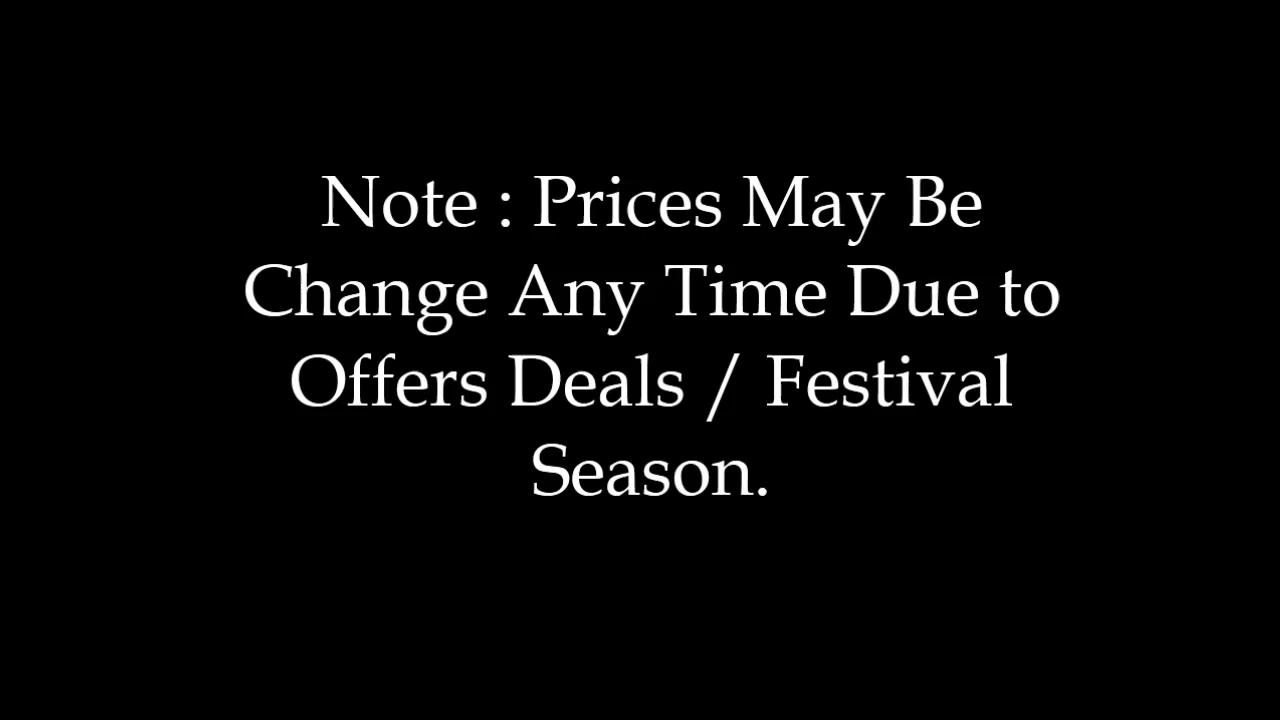 Note : Prices May Be
Change Any Time Due to
Offers Deals / Festival
Season.